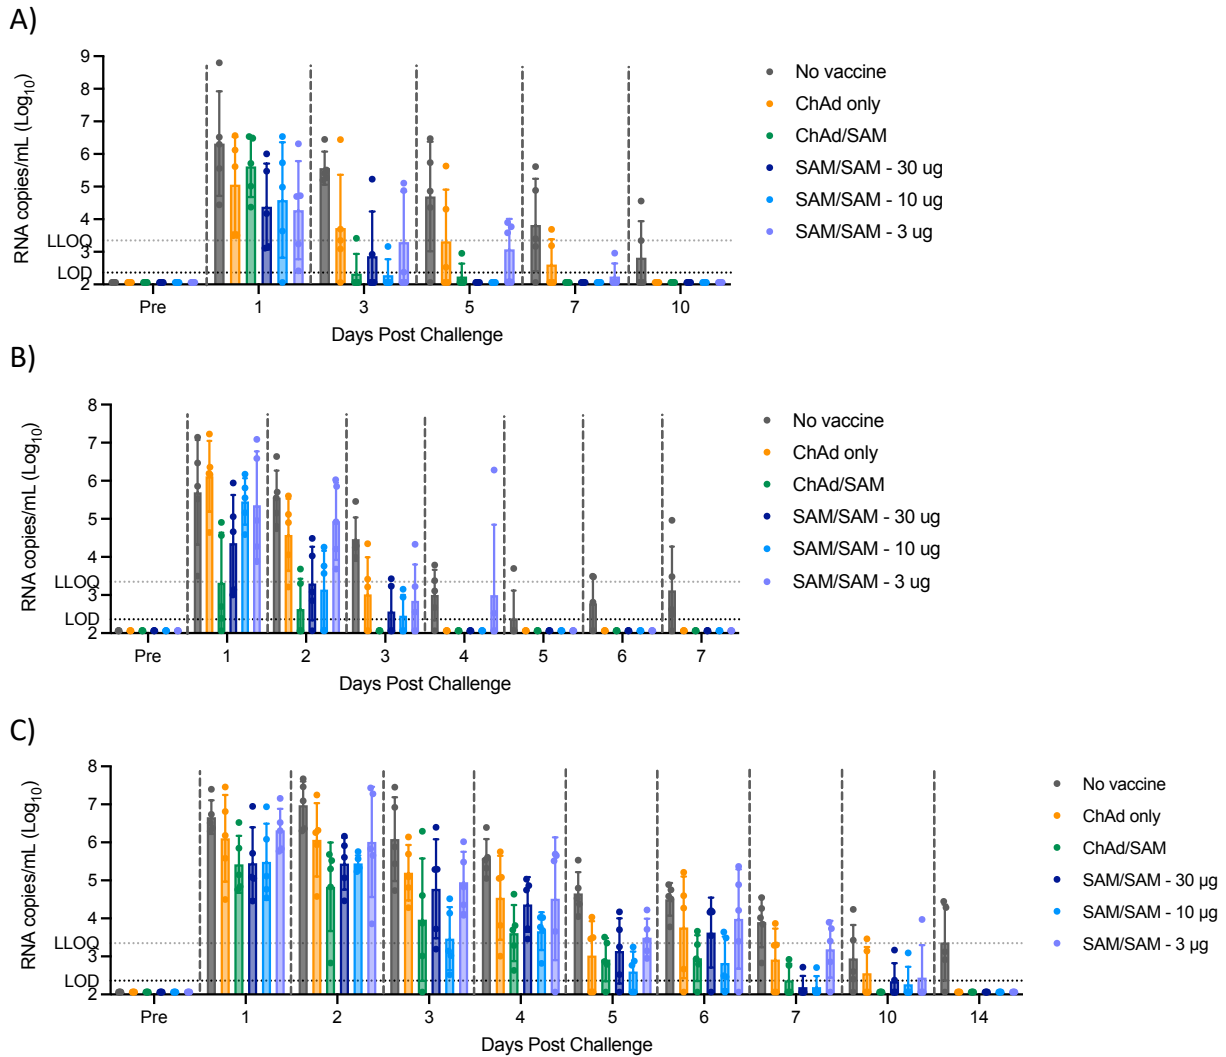 A)
RNA copies/mL (Log10)
9
8
7
6
5
4
LLOQ
3
LOD
2
Pre 1 3 5 7 10
Days Post Challenge
No vaccine
ChAd only
ChAd/SAM
SAM/SAM - 30 ug
SAM/SAM - 10 ug
SAM/SAM - 3 ug
B)
RNA copies/mL (Log10)
8
7
6
5
4
LLOQ
3
LOD
2
Pre 1 2 3 4 5 6 7
Days Post Challenge
No vaccine
ChAd only
ChAd/SAM
SAM/SAM - 30 ug
SAM/SAM - 10 ug
SAM/SAM - 3 ug
C)
RNA copies/mL (Log10)
8
7
6
5
4
LLOQ
3
LOD
2
Pre 1 2 3 4 5 6 7 10 14
Days Post Challenge
No vaccine
ChAd only
ChAd/SAM
SAM/SAM - 30 µg
SAM/SAM - 10 µg
SAM/SAM - 3 µg